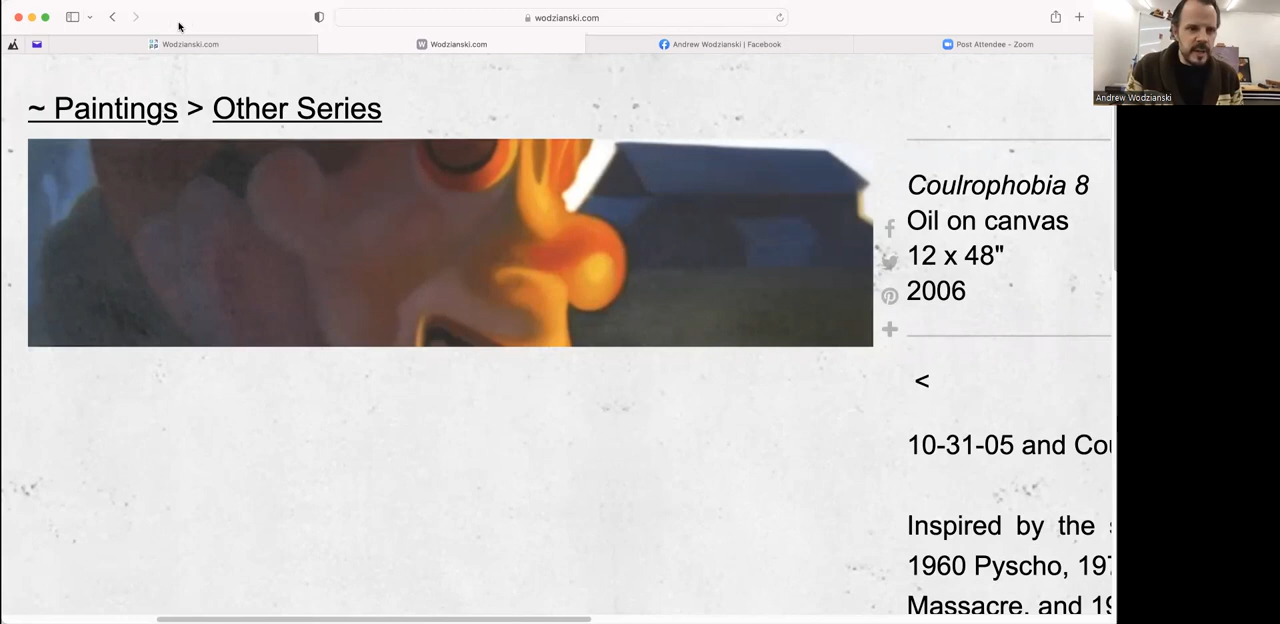 wodzianski.com
Wodzianski.com
W Wodzianski.com
Andrew Wodzianski | Facebook
Post Attendee - Zoom
Andrew Wodzianski
~ Paintings > Other Series
Coulrophobia 8
Oil on canvas
12 x 48"
2006
<
10-31-05 and Cou
Inspired by the
1960 Pyscho, 197
Massacre, and 19